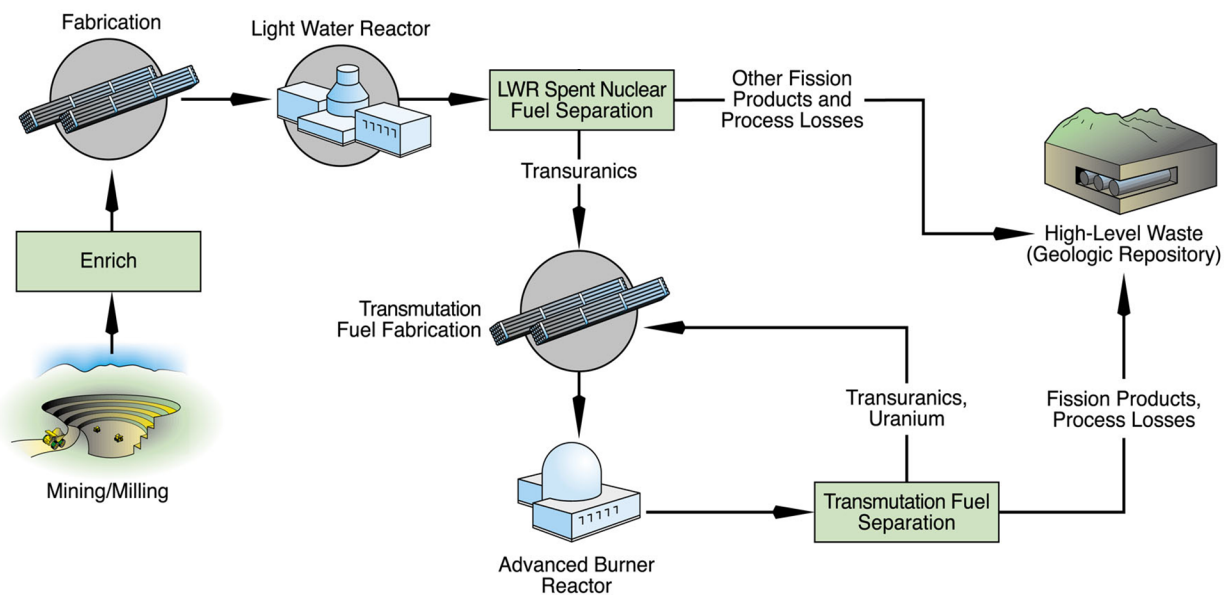 Fabrication
Light Water Reactor
LWR Spent Nuclear
Fuel Separation
Other Fission
Products and
Process Losses
Transuranics
High-Level Waste
(Geologic Repository)
Enrich
Transmutation
Fuel Fabrication
Mining/Milling
Transuranics,
Uranium
Fission Products,
Process Losses
Transmutation Fuel
Separation
Advanced Burner
Reactor